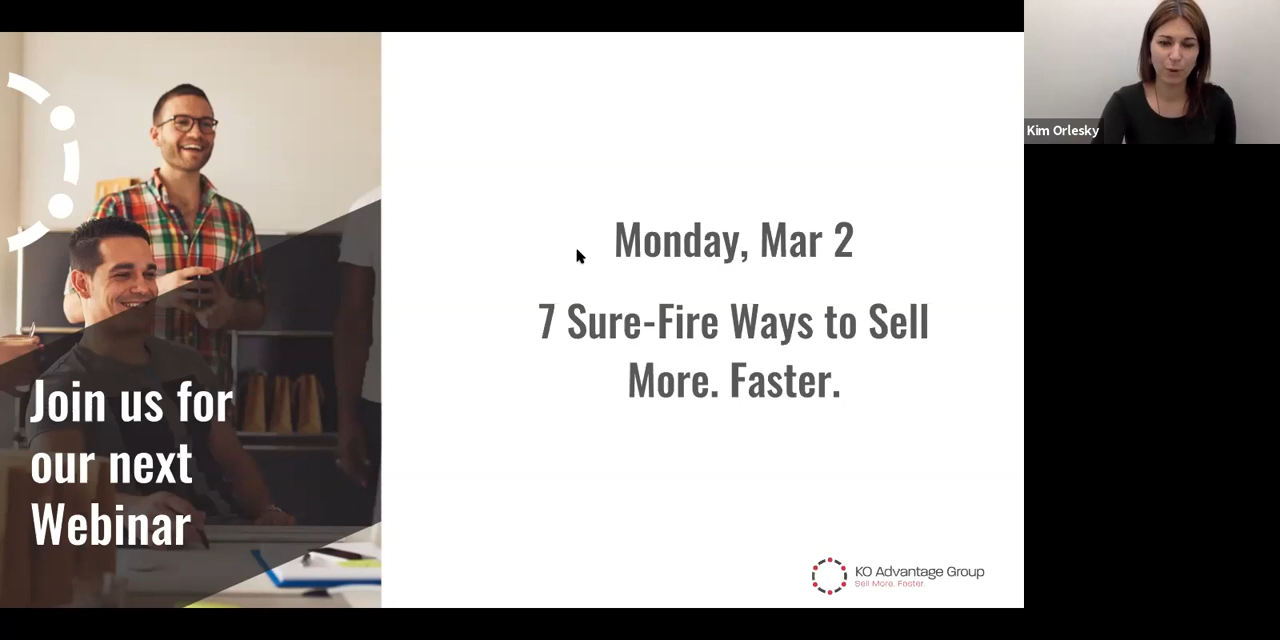 Kim Orlesky
Monday, Mar 2
7 Sure-Fire Ways to Sell
More. Faster.
Join us for
our next
Webinar
KO Advantage Group
Sell More. Faster.